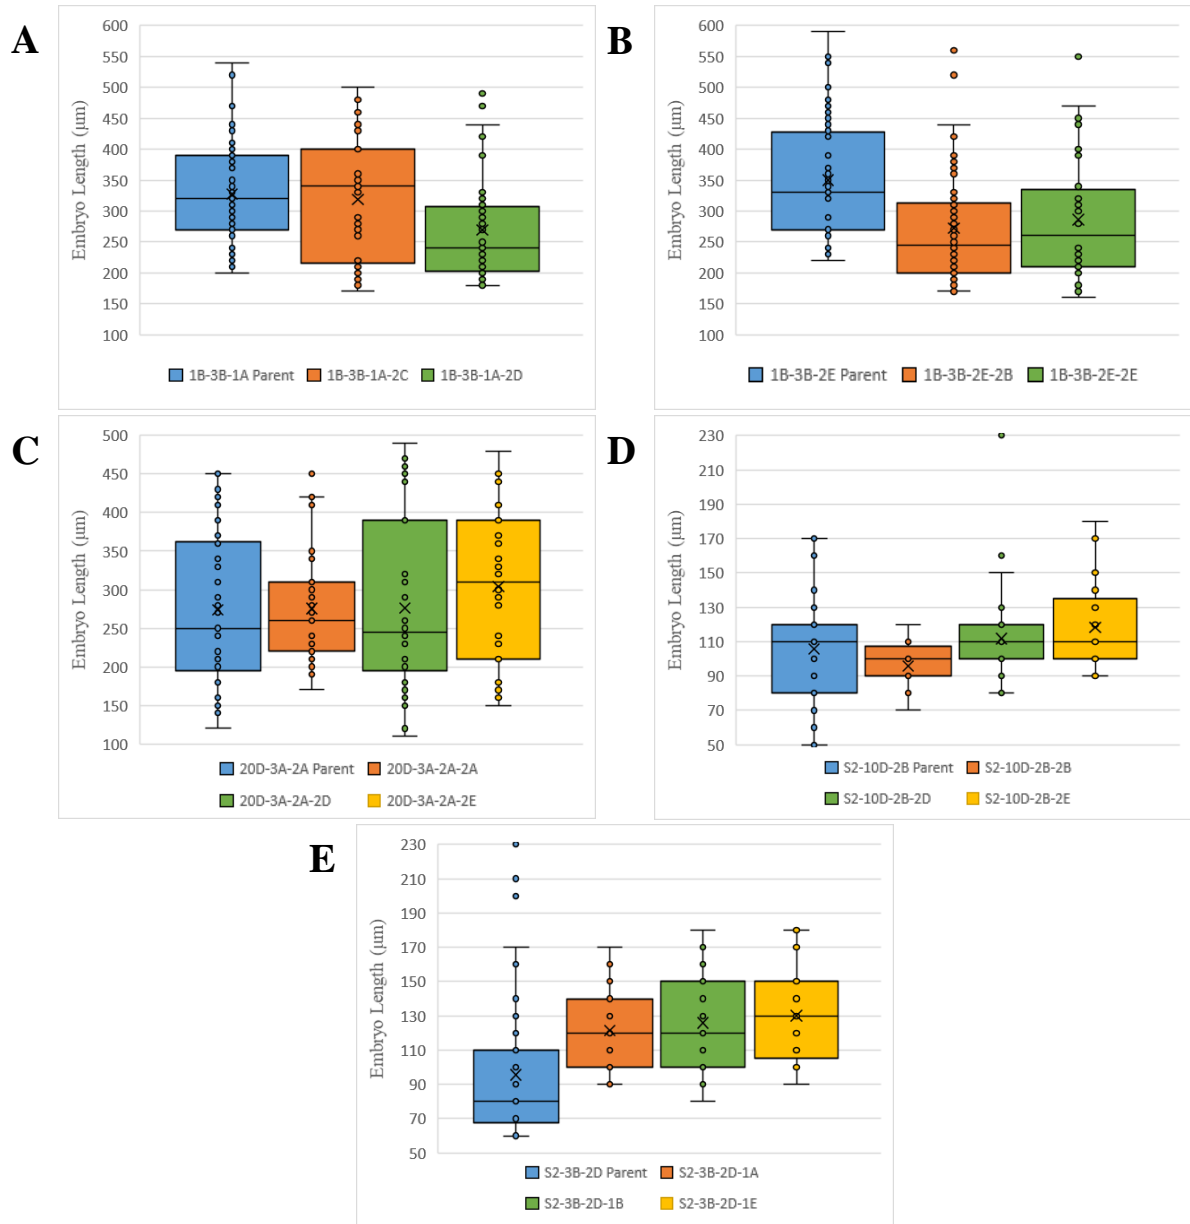 A
Embryo Length (µm)
600
550
500
450
400
350
300
250
200
150
100
1B-3B-1A Parent 1B-3B-1A-2C 1B-3B-1A-2D
B
Embryo Length (µm)
600
550
500
450
400
350
300
250
200
150
100
1B-3B-2E Parent 1B-3B-2E-2B 1B-3B-2E-2E
C
Embryo Length (µm)
500
450
400
350
300
250
200
150
100
20D-3A-2A Parent 20D-3A-2A-2A
20D-3A-2A-2D 20D-3A-2A-2E
D
Embryo Length (µm)
230
210
190
170
150
130
110
90
70
50
S2-10D-2B Parent S2-10D-2B-2B
S2-10D-2B-2D S2-10D-2B-2E
E
Embryo Length (µm)
230
210
190
170
150
130
110
90
70
50
S2-3B-2D Parent S2-3B-2D-1A
S2-3B-2D-1B S2-3B-2D-1E